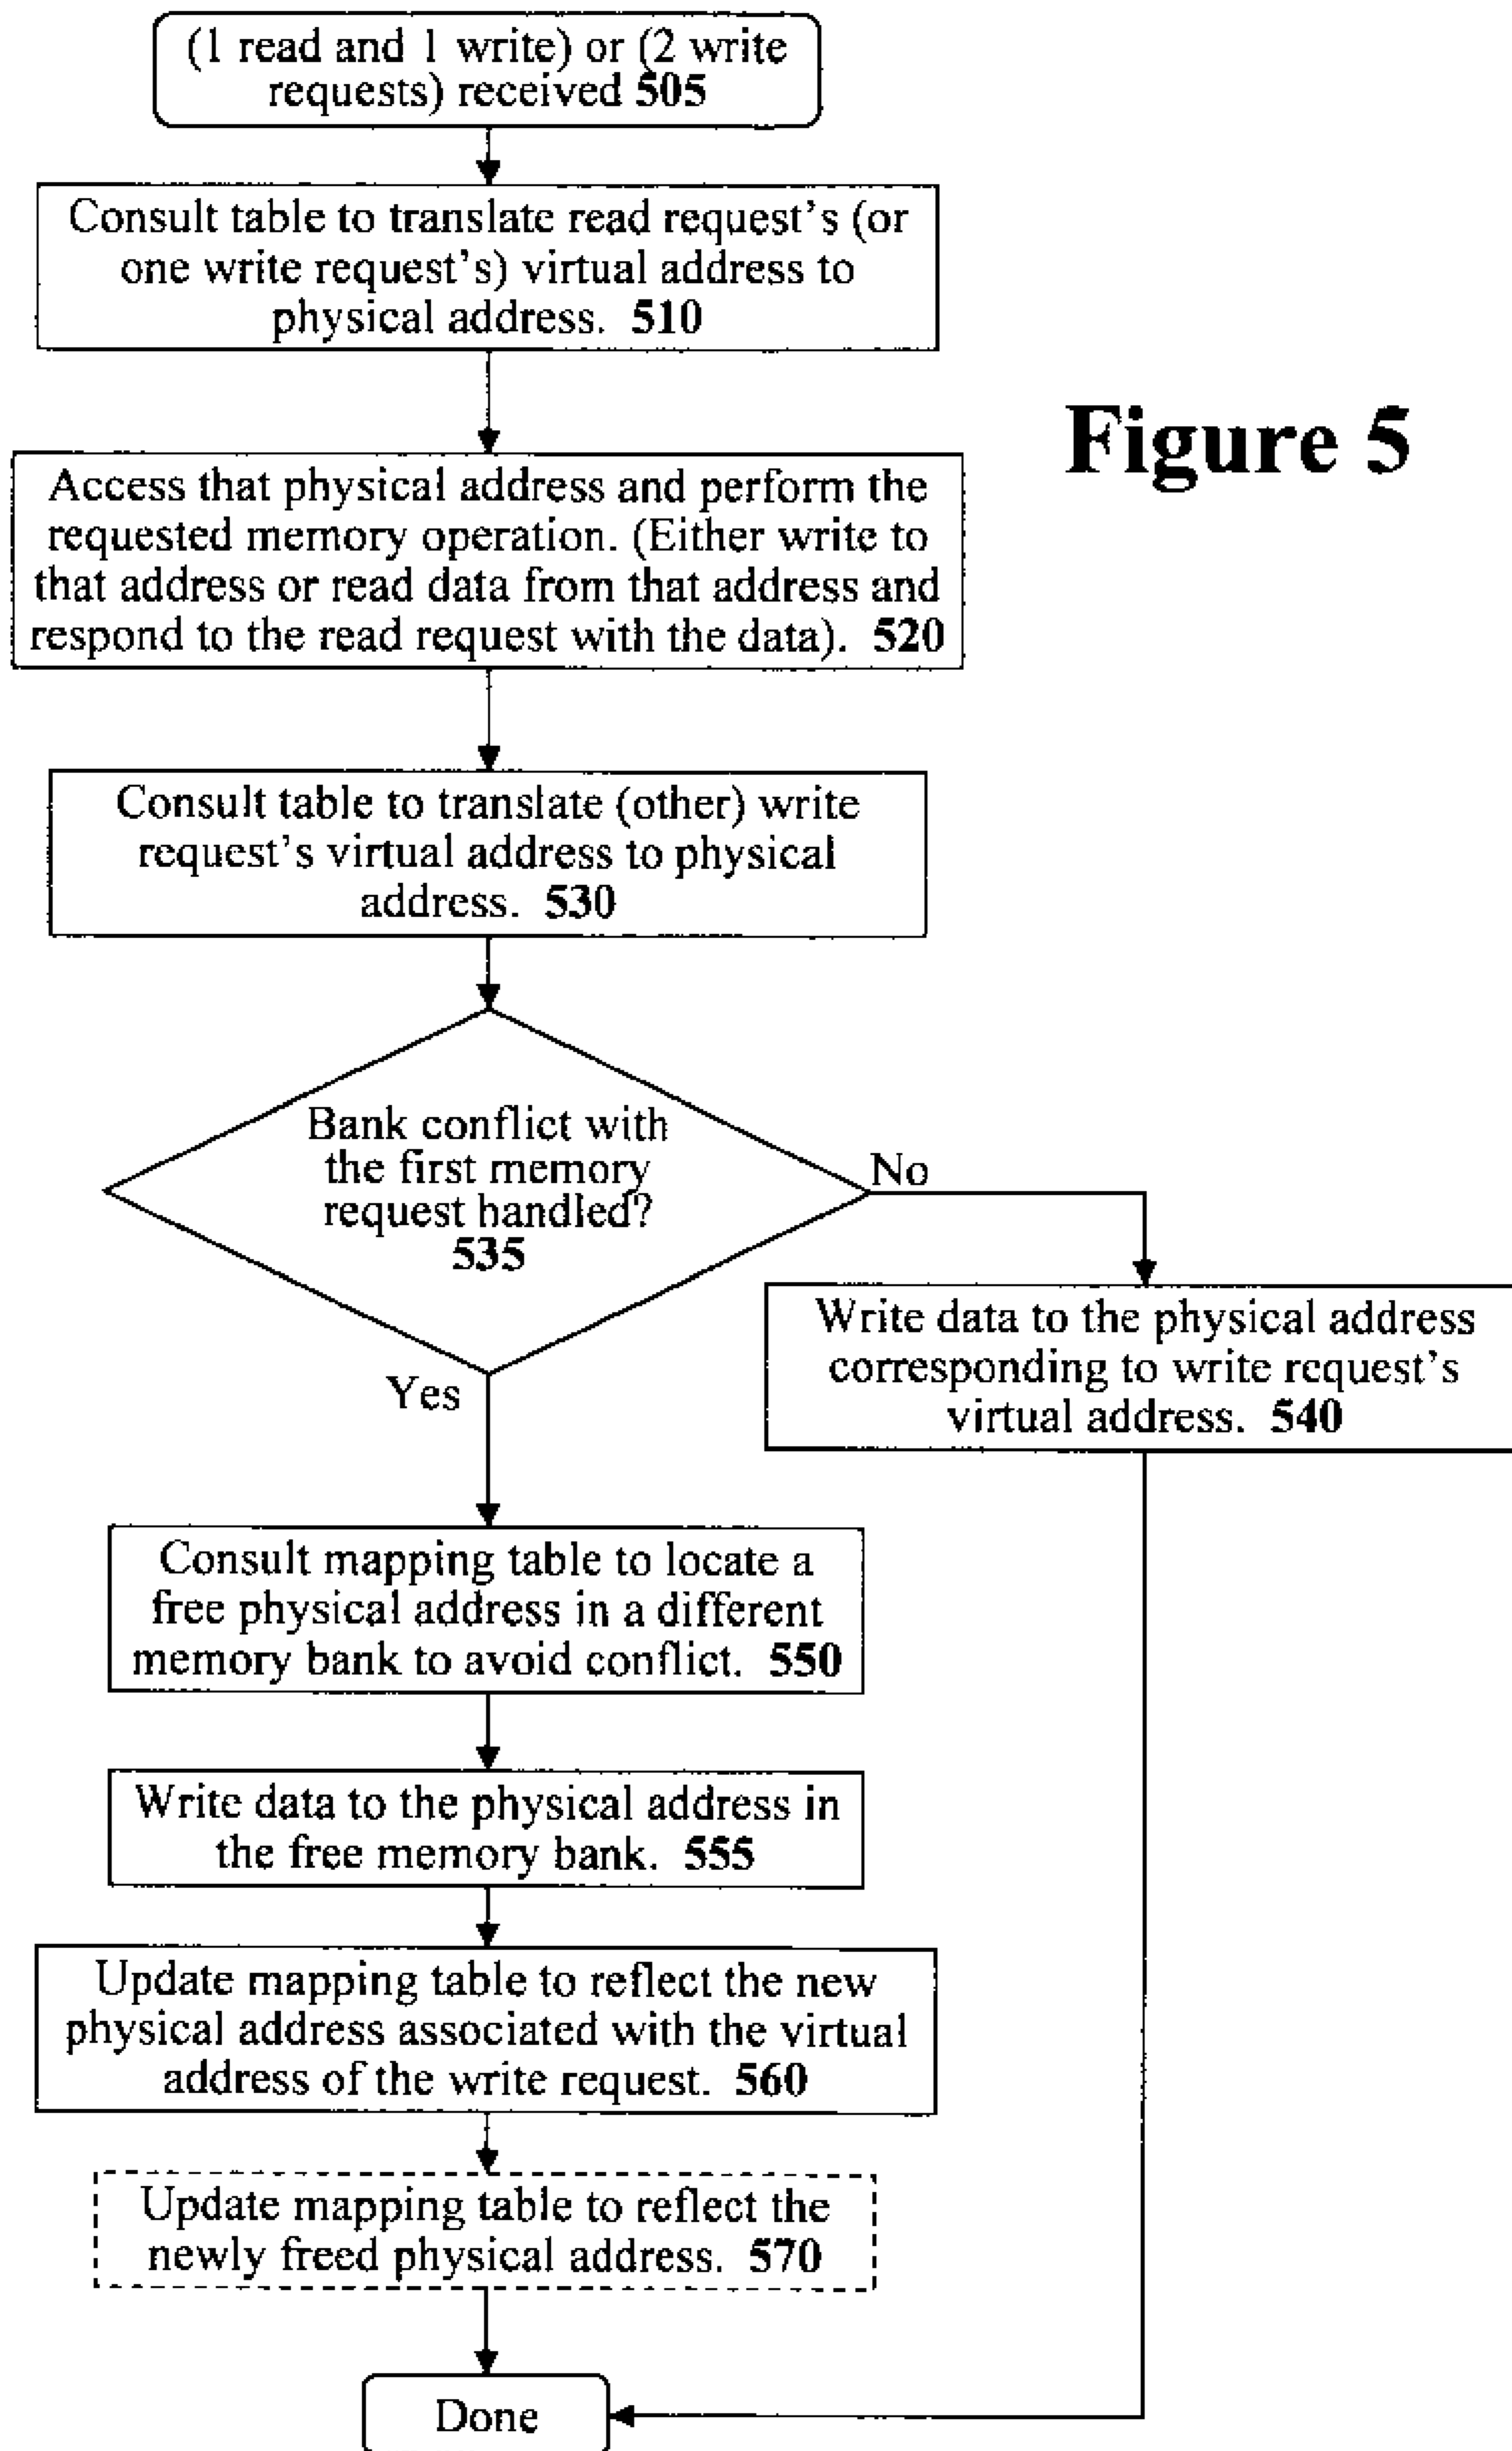 (1 read and 1 write) or (2 write
requests) received 505
Consult table to translate read request's (or
one write request's) virtual address to
physical address. 510
Figure 5
Access that physical address and perform the
requested memory operation. (Either write to
that address or read data from that address and
respond to the read request with the data). 520
Consult table to translate (other) write
request's virtual address to physical
address. 530
Bank conflict with
the first memory
request handled?
535
No
Yes
Write data to the physical address
corresponding to write request's
virtual address. 540
Consult mapping table to locate a
free physical address in a different
memory bank to avoid conflict. 550
Write data to the physical address in
the free memory bank. 555
Update mapping table to reflect the new
physical address associated with the virtual
address of the write request. 560
Update mapping table to reflect the
newly freed physical address. 570
Done